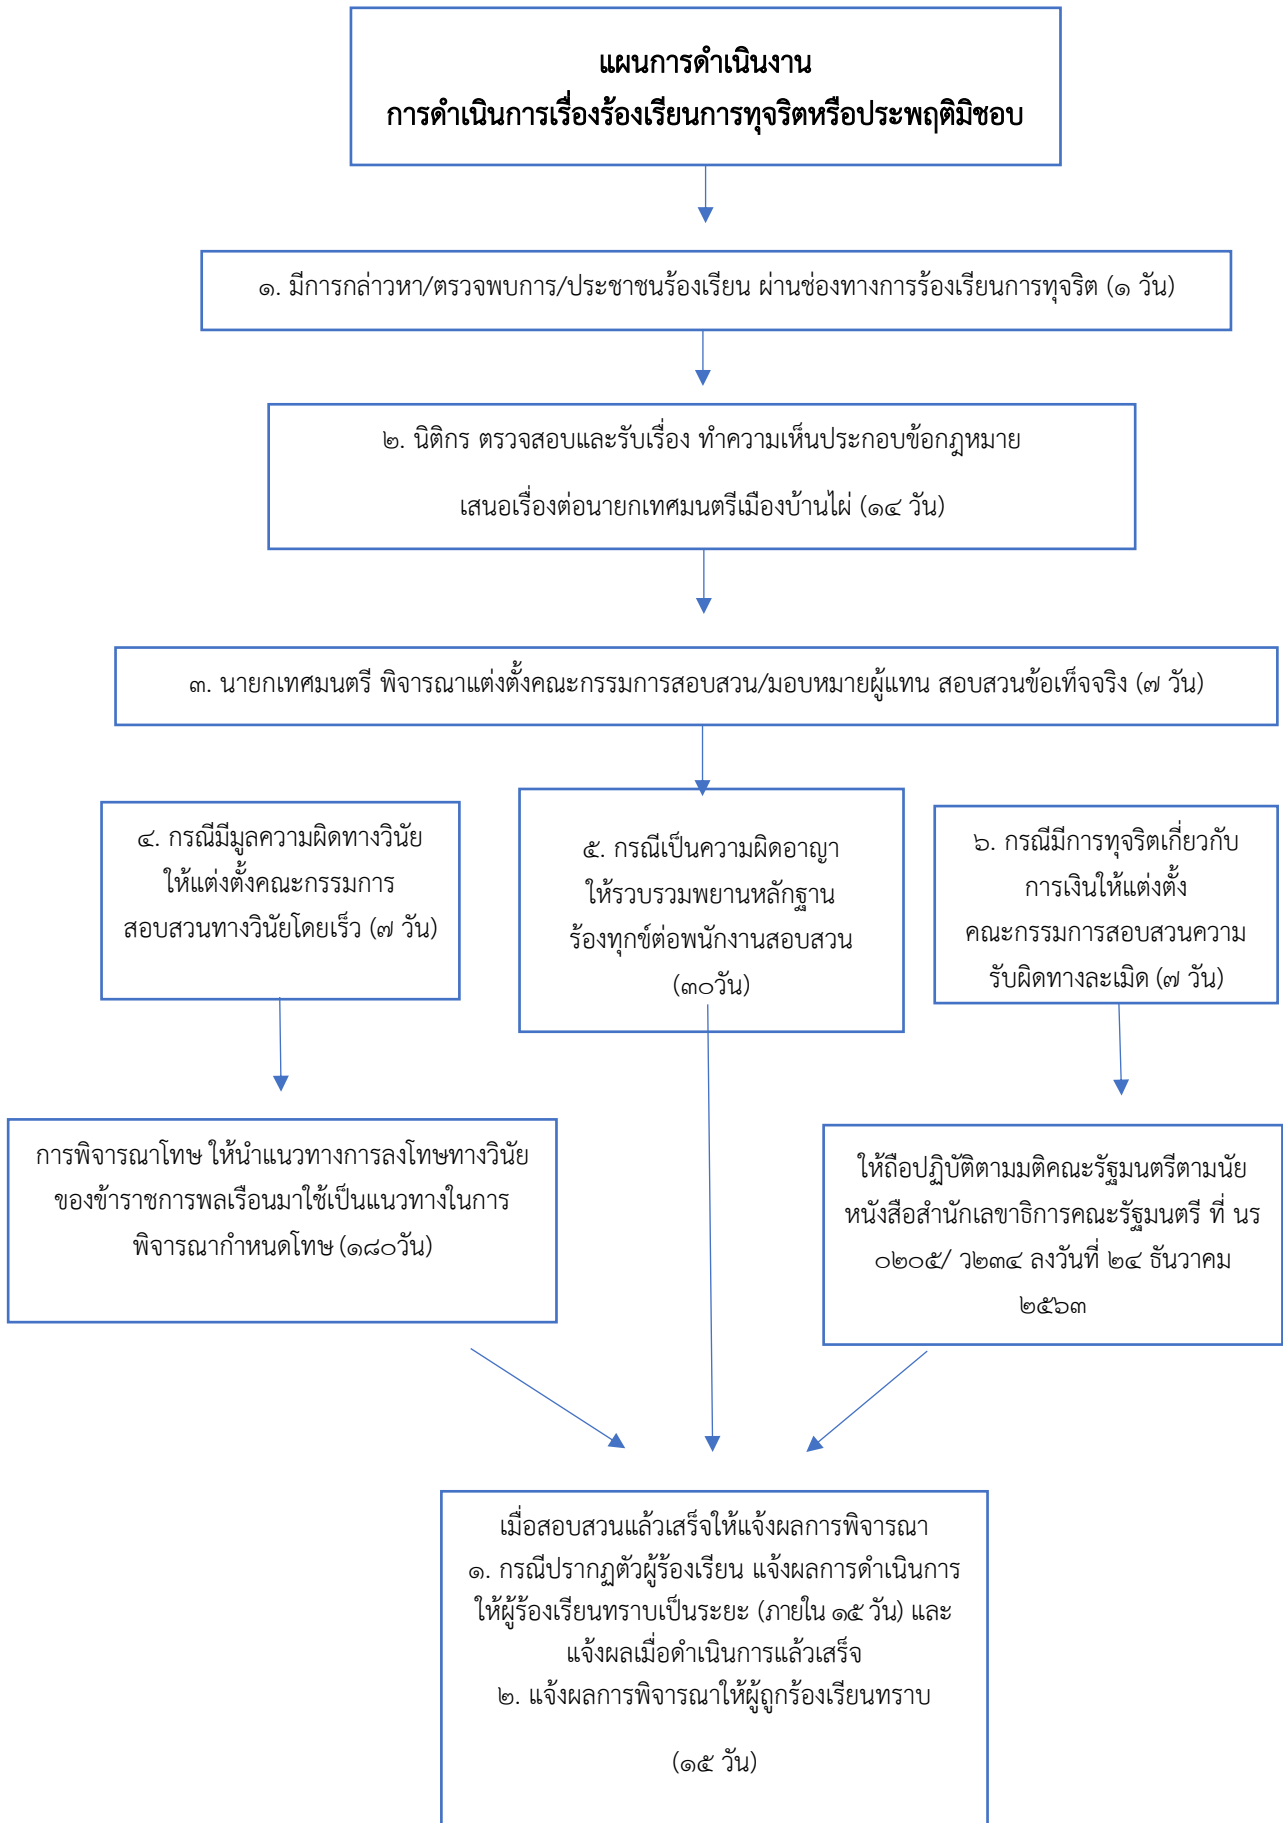 แผนการดำเนินงาน
การดำเนินการเรื่องร้องเรียนการทุจริตหรือประพฤติมิชอบ
๑. มีการกล่าวหา/ตรวจพบการ/ประชาชนร้องเรียน ผ่านช่องทางการร้องเรียนการทุจริต (๑ วัน)
๒. นิติกร ตรวจสอบและรับเรื่อง ทำความเห็นประกอบข้อกฎหมาย
เสนอเรื่องต่อนายกเทศมนตรีเมืองบ้านไผ่ (๑๔ วัน)
๓. นายกเทศมนตรี พิจารณาแต่งตั้งคณะกรรมการสอบสวน/มอบหมายผู้แทน สอบสวนข้อเท็จจริง (๗ วัน)
๔. กรณีมีมูลความผิดทางวินัย
ให้แต่งตั้งคณะกรรมการ
สอบสวนทางวินัยโดยเร็ว (๗ วัน)
๕. กรณีเป็นความผิดอาญา
ให้รวบรวมพยานหลักฐาน
ร้องทุกข์ต่อพนักงานสอบสวน
(๓๐วัน)
๖. กรณีมีการทุจริตเกี่ยวกับ
การเงินให้แต่งตั้ง
คณะกรรมการสอบสวนความ
รับผิดทางละเมิด (๗ วัน)
การพิจารณาโทษ ให้นำแนวทางการลงโทษทางวินัย
ของข้าราชการพลเรือนมาใช้เป็นแนวทางในการ
พิจารณากำหนดโทษ (๑๘๐วัน)
ให้ถือปฏิบัติตามมติคณะรัฐมนตรีตามนัย
หนังสือสำนักเลขาธิการคณะรัฐมนตรี ที่ นร
๐๒๐๕/ ว๒๓๔ ลงวันที่ ๒๔ ธันวาคม
๒๕๖๓
เมื่อสอบสวนแล้วเสร็จให้แจ้งผลการพิจารณา
๑. กรณีปรากฏตัวผู้ร้องเรียน แจ้งผลการดำเนินการ
ให้ผู้ร้องเรียนทราบเป็นระยะ (ภายใน ๑๕ วัน) และ
แจ้งผลเมื่อดำเนินการแล้วเสร็จ
๒. แจ้งผลการพิจารณาให้ผู้ถูกร้องเรียนทราบ
(๑๕ วัน)